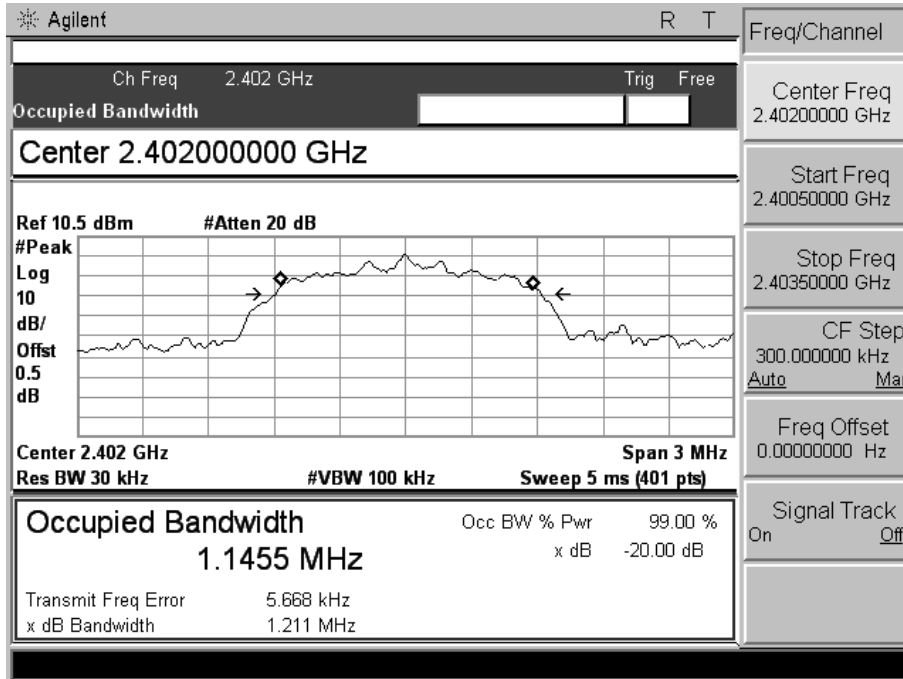 Agilent R T
Ch Freq 2.402 GHz Trig Free
Occupied Bandwidth
Center 2.402000000 GHz
Ref 10.5 dBm #Atten 20 dB
#Peak
Log
10
dB/
Offst
0.5
dB
Center 2.402 GHz Span 3 MHz
Res BW 30 kHz #VBW 100 kHz Sweep 5 ms (401 pts)
Occupied Bandwidth
1.1455 MHz
Occ BW % Pwr 99.00 %
x dB -20.00 dB
Transmit Freq Error 5.668 kHz
x dB Bandwidth 1.211 MHz
Freq/Channel
Center Freq
2.40200000 GHz
Start Freq
2.40050000 GHz
Stop Freq
2.40350000 GHz
CF Step
300.000000 kHz
Auto Ma
Freq Offset
0.00000000 Hz
Signal Track
On Off